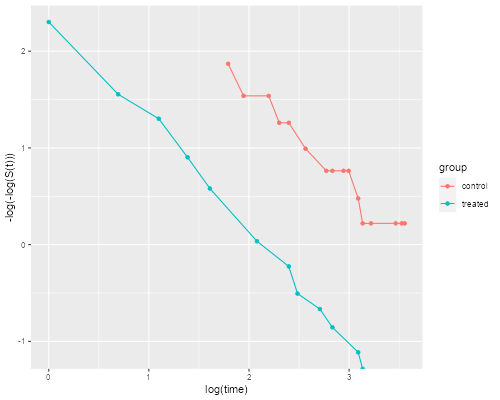 2
1
0
-1
-log(-log(S(t)))
0
1
2
3
log(time)
group
control
treated